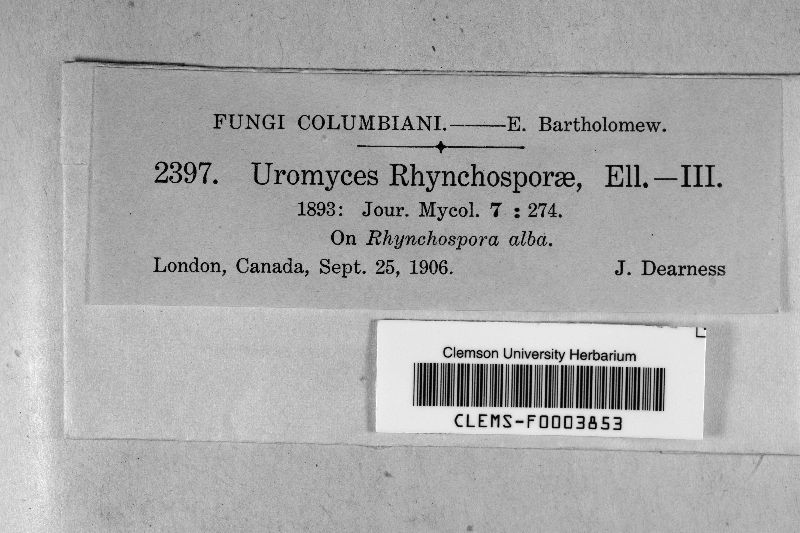 FUNGI COLUMBIANI.——E. Bartholomew.
2397. Uromyces Rhynchosporæ, Ell.—III.
1893: Jour. Mycol. 7 : 274.
On Rhynchospora alba.
London, Canada, Sept. 25, 1906. J. Dearness
Clemson University Herbarium
CLEMS-F0003853